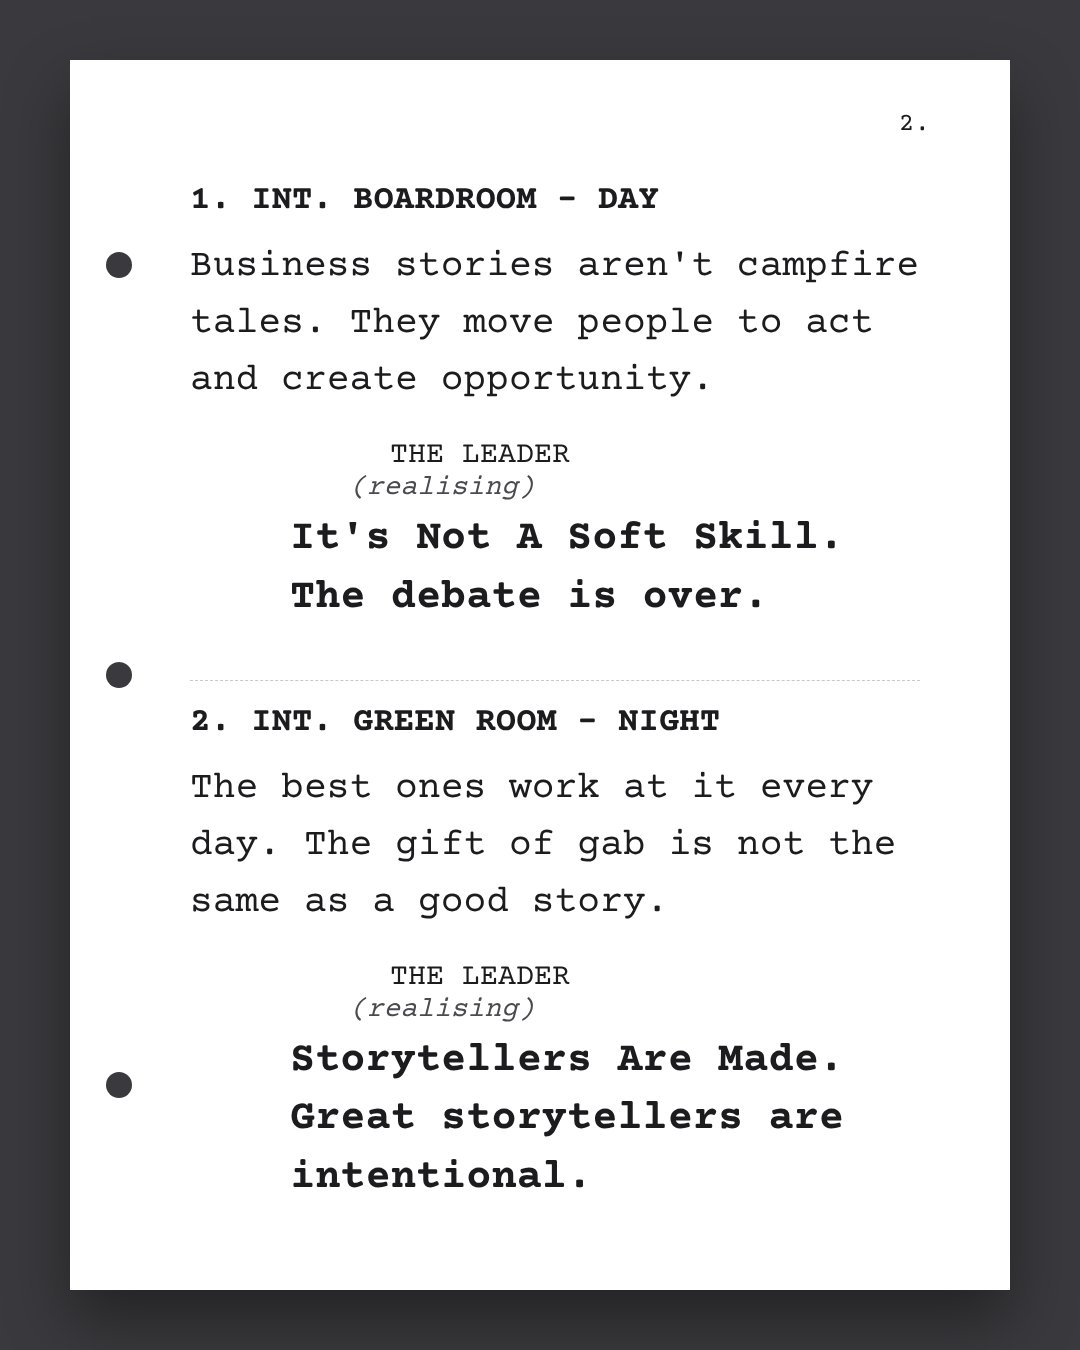 2.
1. INT. BOARDROOM – DAY
Business stories aren't campfire
tales. They move people to act
and create opportunity.
THE LEADER
(realising)
It's Not A Soft Skill.
The debate is over.
2. INT. GREEN ROOM – NIGHT
The best ones work at it every
day. The gift of gab is not the
same as a good story.
THE LEADER
(realising)
Storytellers Are Made.
Great storytellers are
intentional.